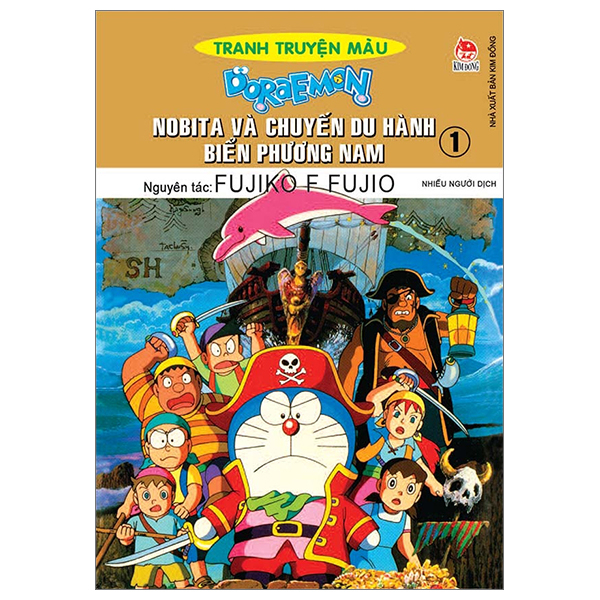 TRANH TRUYỆN MÀU
KIM ĐỒNG
NHÀ XUẤT BẢN KIM ĐỒNG
DORAEMON
NOBITA VÀ CHUYẾN DU HÀNH
BIỂN PHƯƠNG NAM
1
Nguyên tác: FUJIKO F FUJIO
NHIỀU NGƯỜI DỊCH
SH